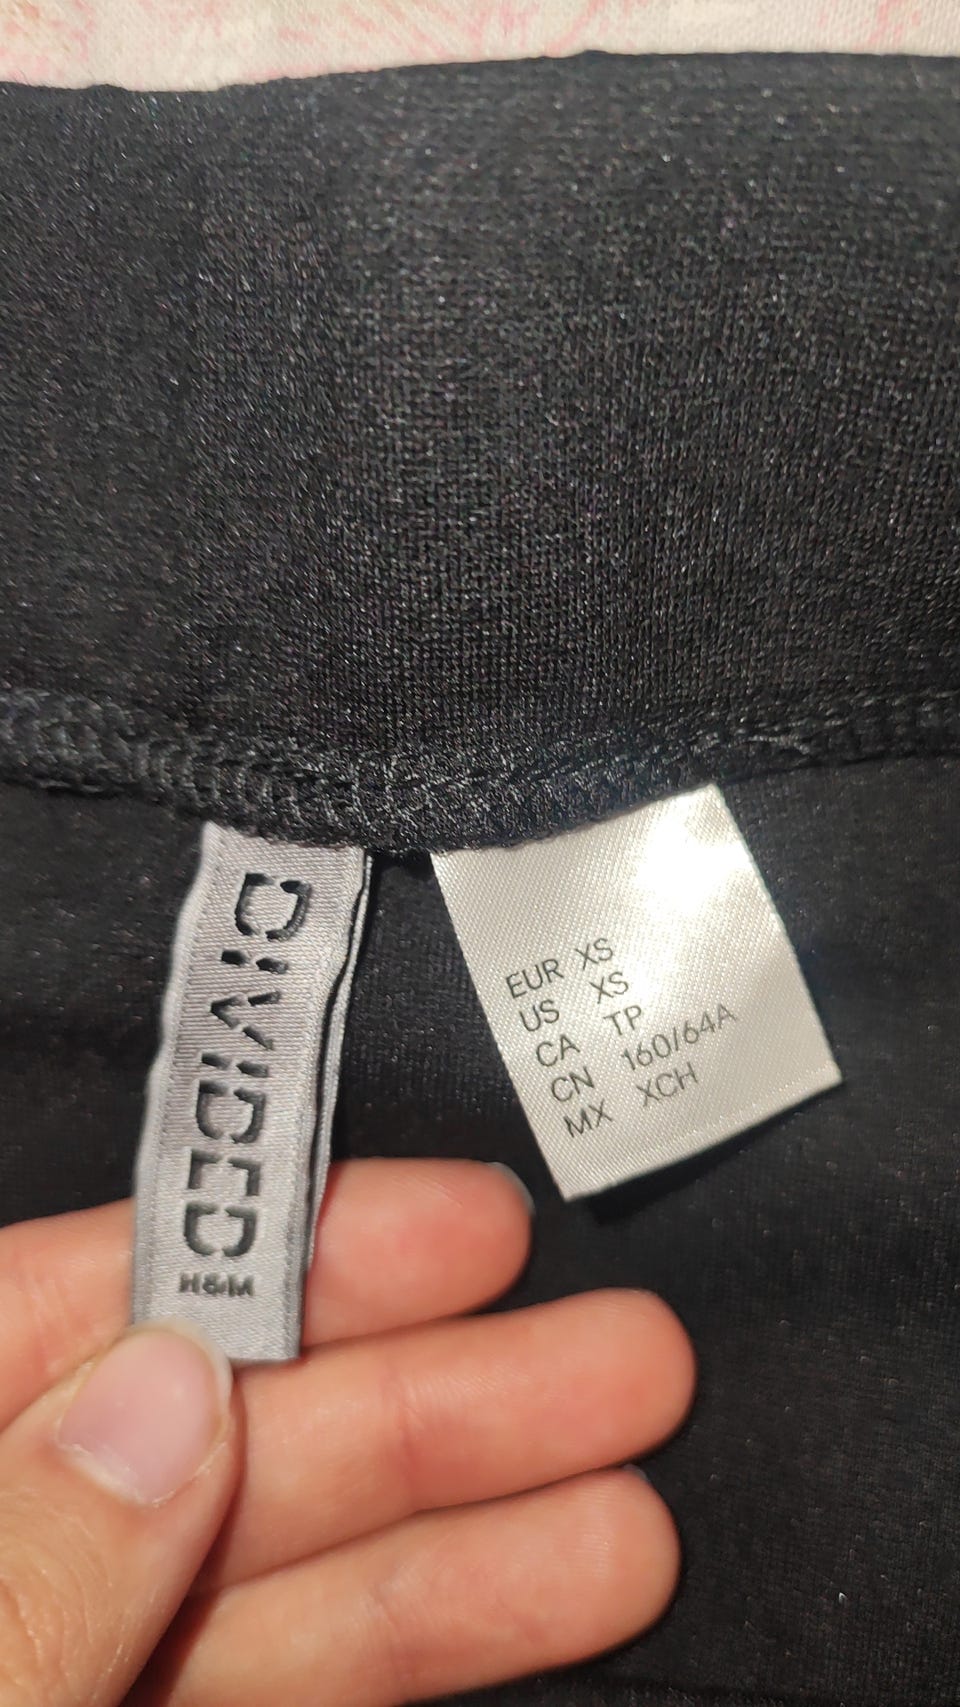 DIVIDED
H&M
EUR XS
US XS
CA TP
CN 160/64A
MX XCH